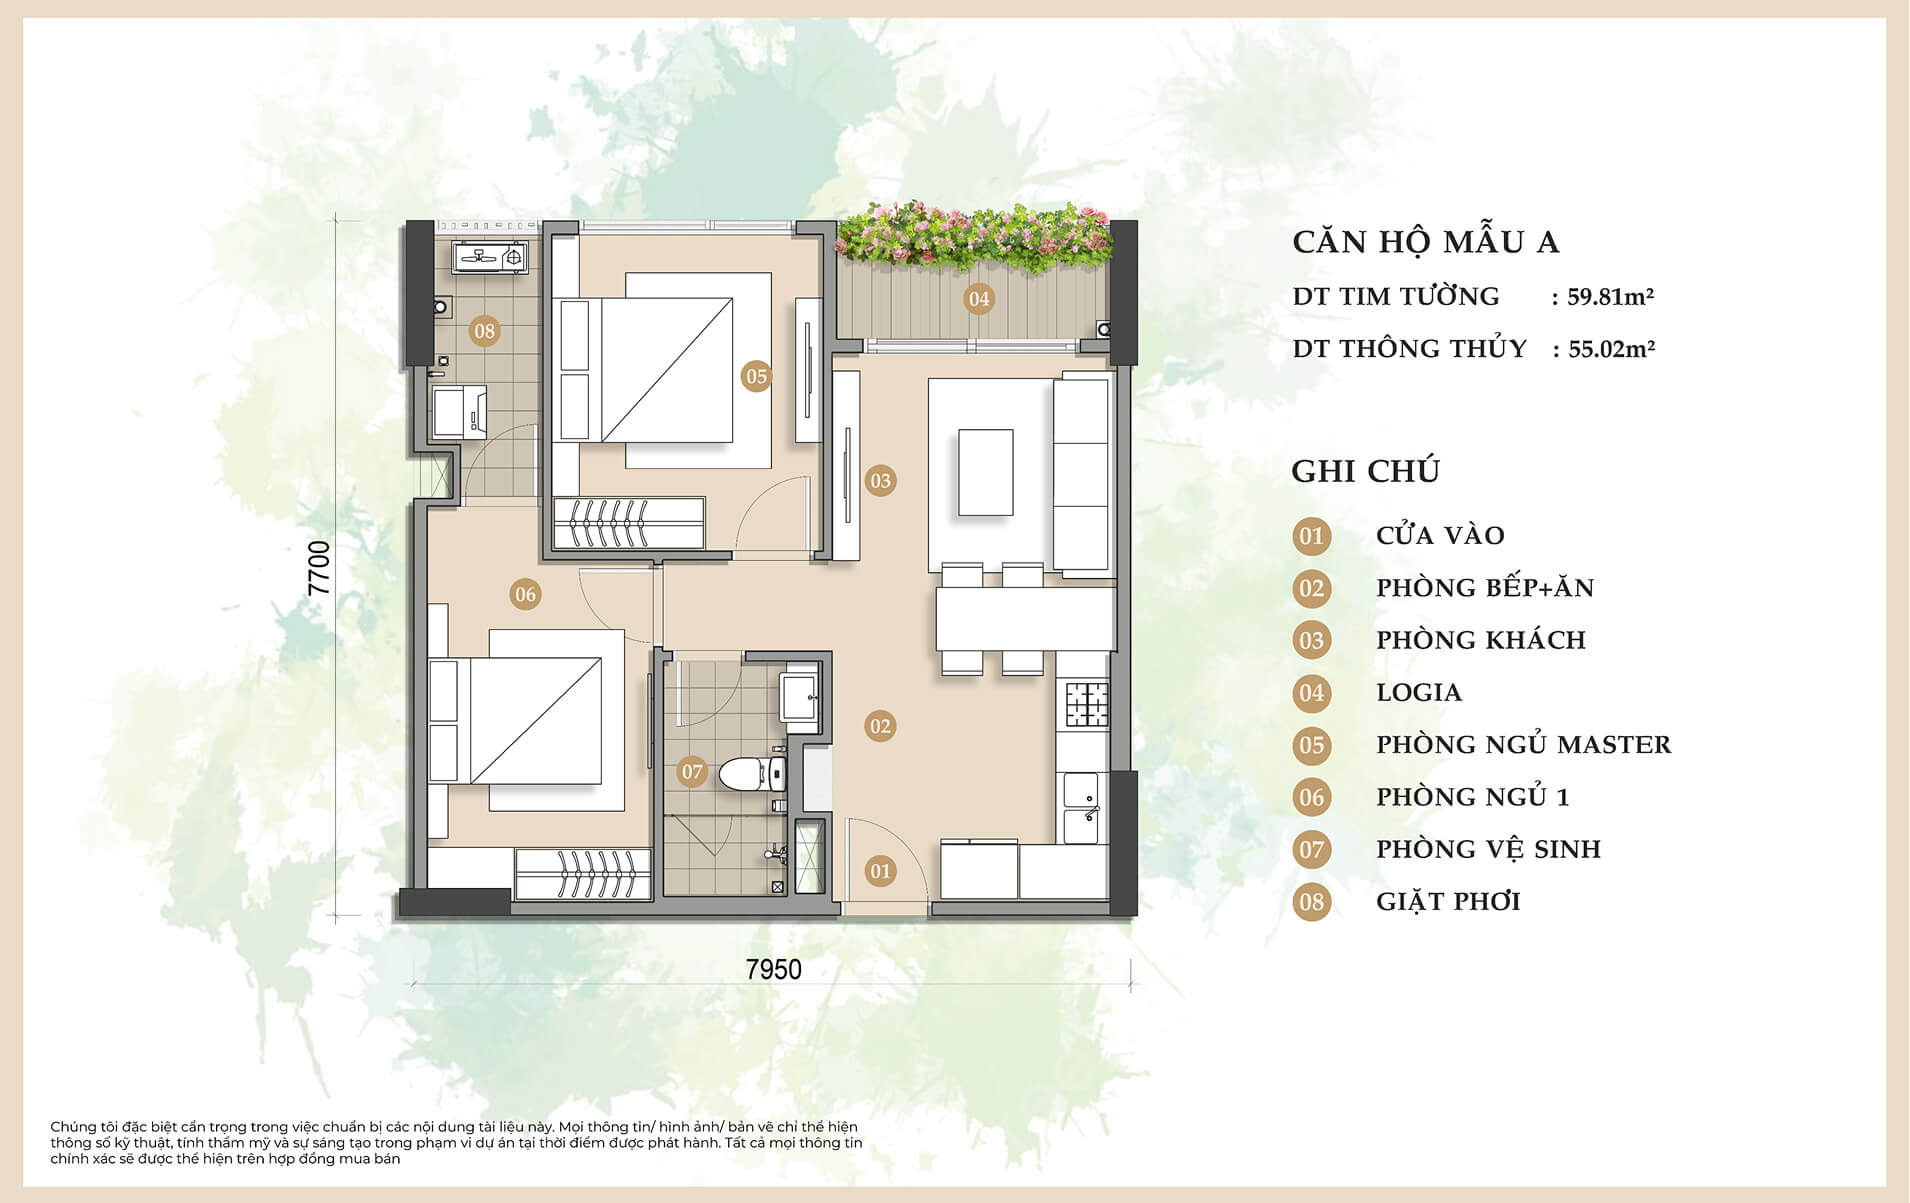 CĂN HỘ MẪU A
DT TIM TƯỜNG : 59.81m²
DT THÔNG THỦY : 55.02m²
GHI CHÚ
01 CỬA VÀO
02 PHÒNG BẾP+ĂN
03 PHÒNG KHÁCH
04 LOGIA
05 PHÒNG NGỦ MASTER
06 PHÒNG NGỦ 1
07 PHÒNG VỆ SINH
08 GIẶT PHƠI
04
08
05
03
7700
06
02
07
01
7950
Chúng tôi đặc biệt cẩn trọng trong việc chuẩn bị các nội dung tài liệu này. Mọi thông tin/ hình ảnh/ bản vẽ chỉ thể hiện
thông số kỹ thuật, tính thẩm mỹ và sự sáng tạo trong phạm vi dự án tại thời điểm được phát hành. Tất cả mọi thông tin
chính xác sẽ được thể hiện trên hợp đồng mua bán